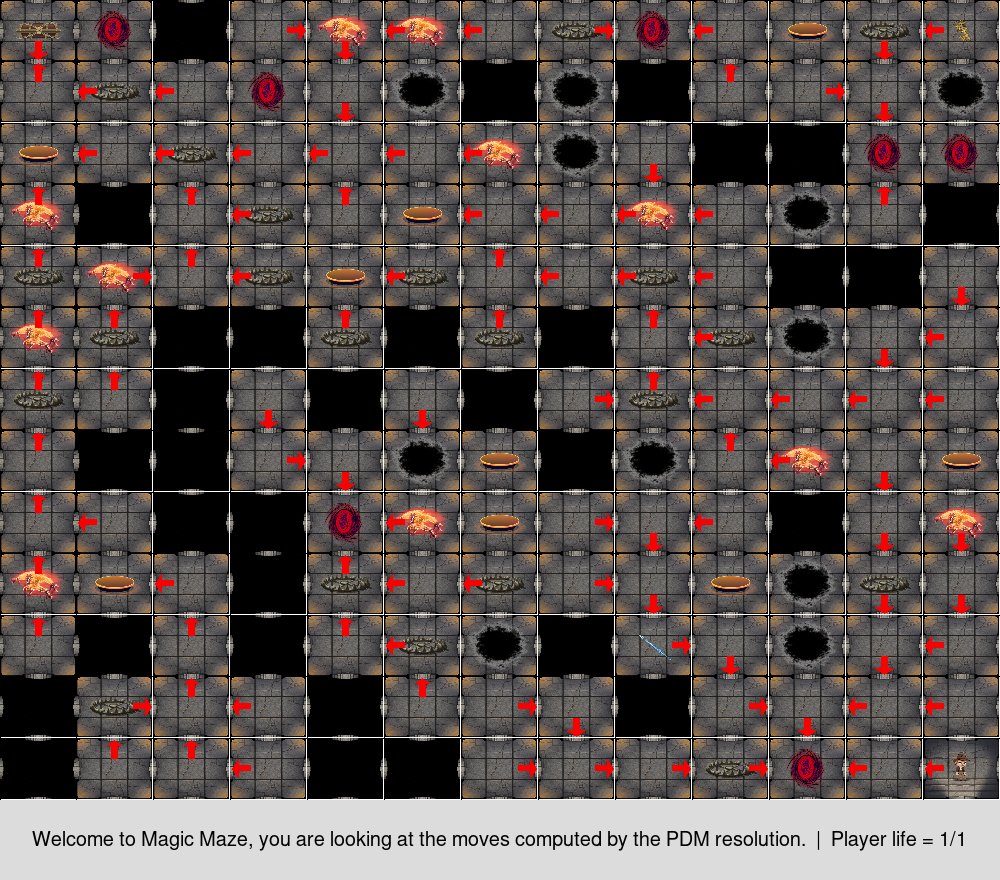 Welcome to Magic Maze, you are looking at the moves computed by the PDM resolution.  |  Player life = 1/1